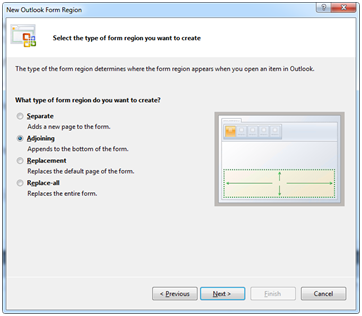 New Outlook Form Region
Select the type of form region you want to create
The type of the form region determines where the form region appears when you open an item in Outlook.
What type of form region do you want to create?
Separate
Adds a new page to the form.
Adjoining
Appends to the bottom of the form.
Replacement
Replaces the default page of the form.
Replace-all
Replaces the entire form.
< Previous Next > Finish Cancel